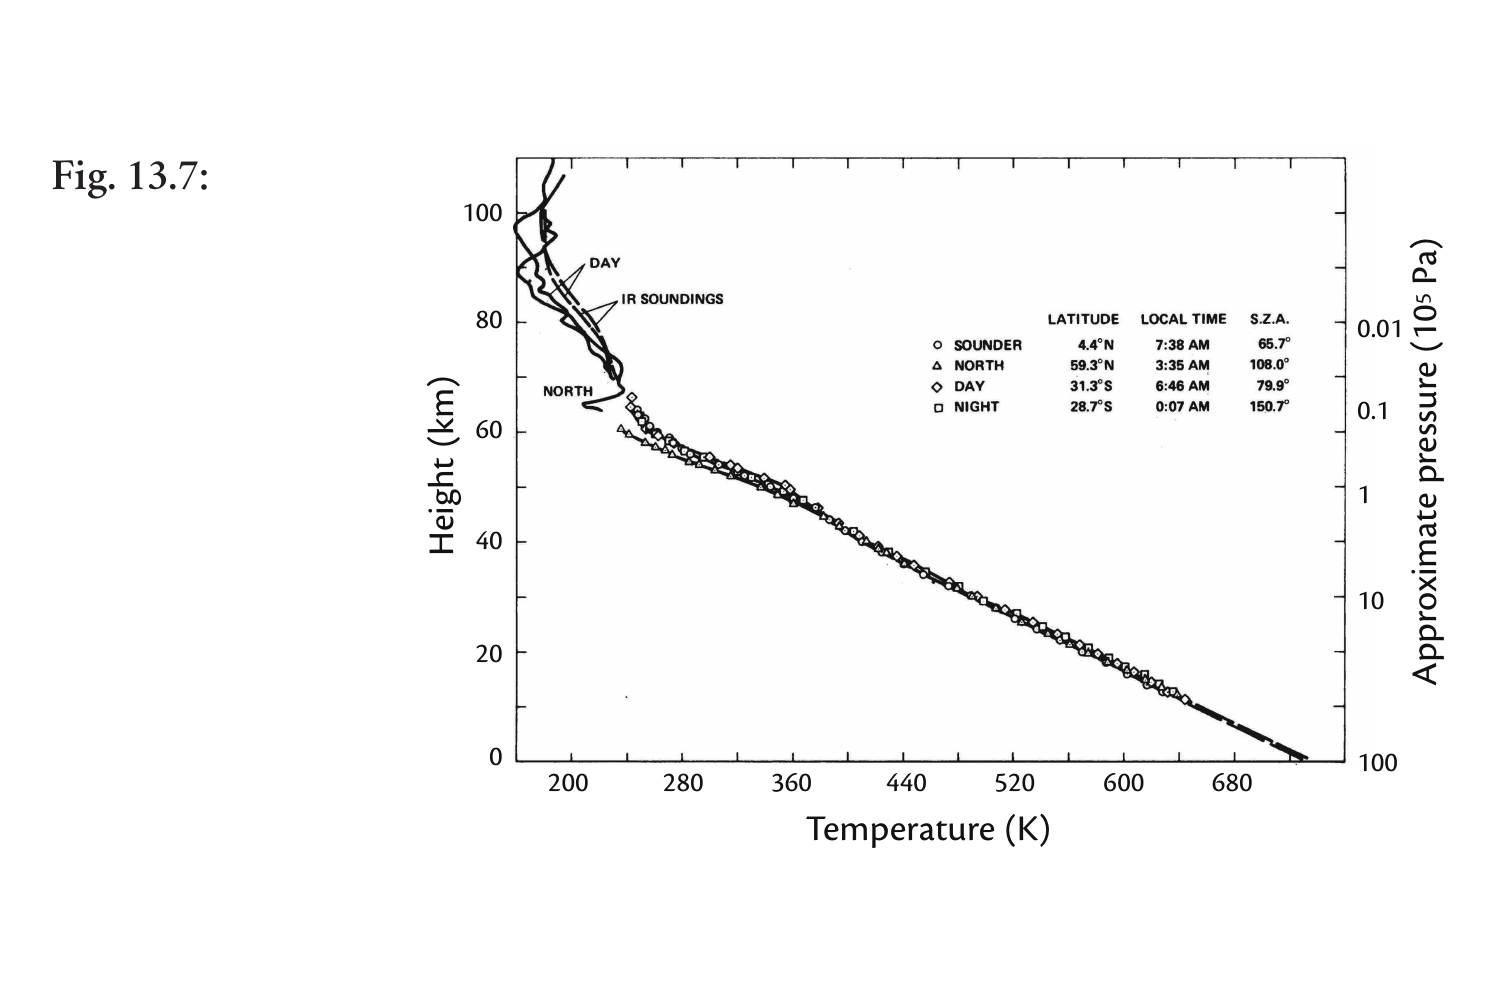 Fig. 13.7:
100
80
60
40
20
0
Height (km)
DAY
IR SOUNDINGS
NORTH
LATITUDE LOCAL TIME S.Z.A.
SOUNDER 4.4°N 7:38 AM 65.7°
NORTH 59.3°N 3:35 AM 108.0°
DAY 31.3°S 6:46 AM 79.9°
NIGHT 28.7°S 0:07 AM 150.7°
0.01
0.1
1
10
100
Approximate pressure (10⁵ Pa)
200 280 360 440 520 600 680
Temperature (K)